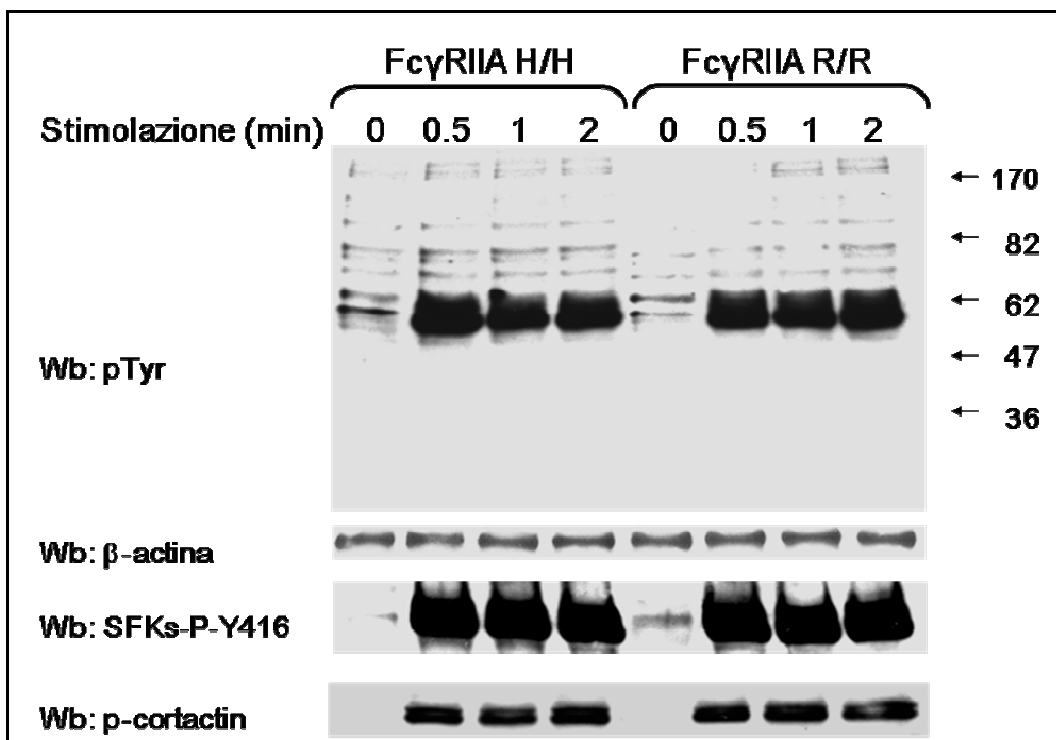 FcγRIIA H/H FcγRIIA R/R
Stimolazione (min) 0 0.5 1 2 0 0.5 1 2
← 170
← 82
← 62
← 47
Wb: pTyr
← 36
Wb: β-actina
Wb: SFKs-P-Y416
Wb: p-cortactin